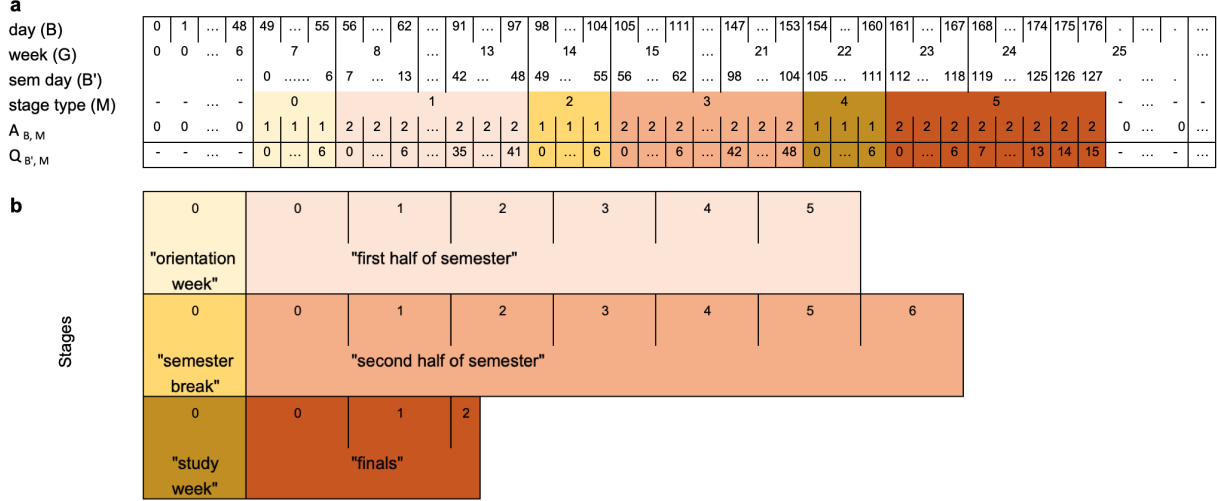 a
day (B) 0 1 ... 48 49 ... 55 56 ... 62 ... 91 ... 97 98 ... 104 105 ... 111 ... 147 ... 153 154 ... 160 161 ... 167 168 ... 174 175 176 . ... . ...
week (G) 0 0 ... 6 7 8 ... 13 14 15 ... 21 22 23 24 25 ...
sem day (B') .. 0 ...... 6 7 ... 13 ... 42 ... 48 49 ... 55 56 ... 62 ... 98 ... 104 105 ... 111 112 ... 118 119 ... 125 126 127 . ... . ...
stage type (M) - - ... - 0 1 2 3 4 5 - ... - -
A B, M 0 0 ... 0 1 1 1 2 2 2 ... 2 2 2 1 1 1 2 2 2 ... 2 2 2 1 1 1 2 2 2 2 2 2 2 2 0 ... 0 ...
Q B', M - - ... - 0 ... 6 0 ... 6 ... 35 ... 41 0 ... 6 0 ... 6 ... 42 ... 48 0 ... 6 0 ... 6 7 ... 13 14 15 - ... - ...
b
Stages
0 0 1 2 3 4 5
"orientation "first half of semester"
week"
0 0 1 2 3 4 5 6
"semester "second half of semester"
break"
0 0 1 2
"study "finals"
week"